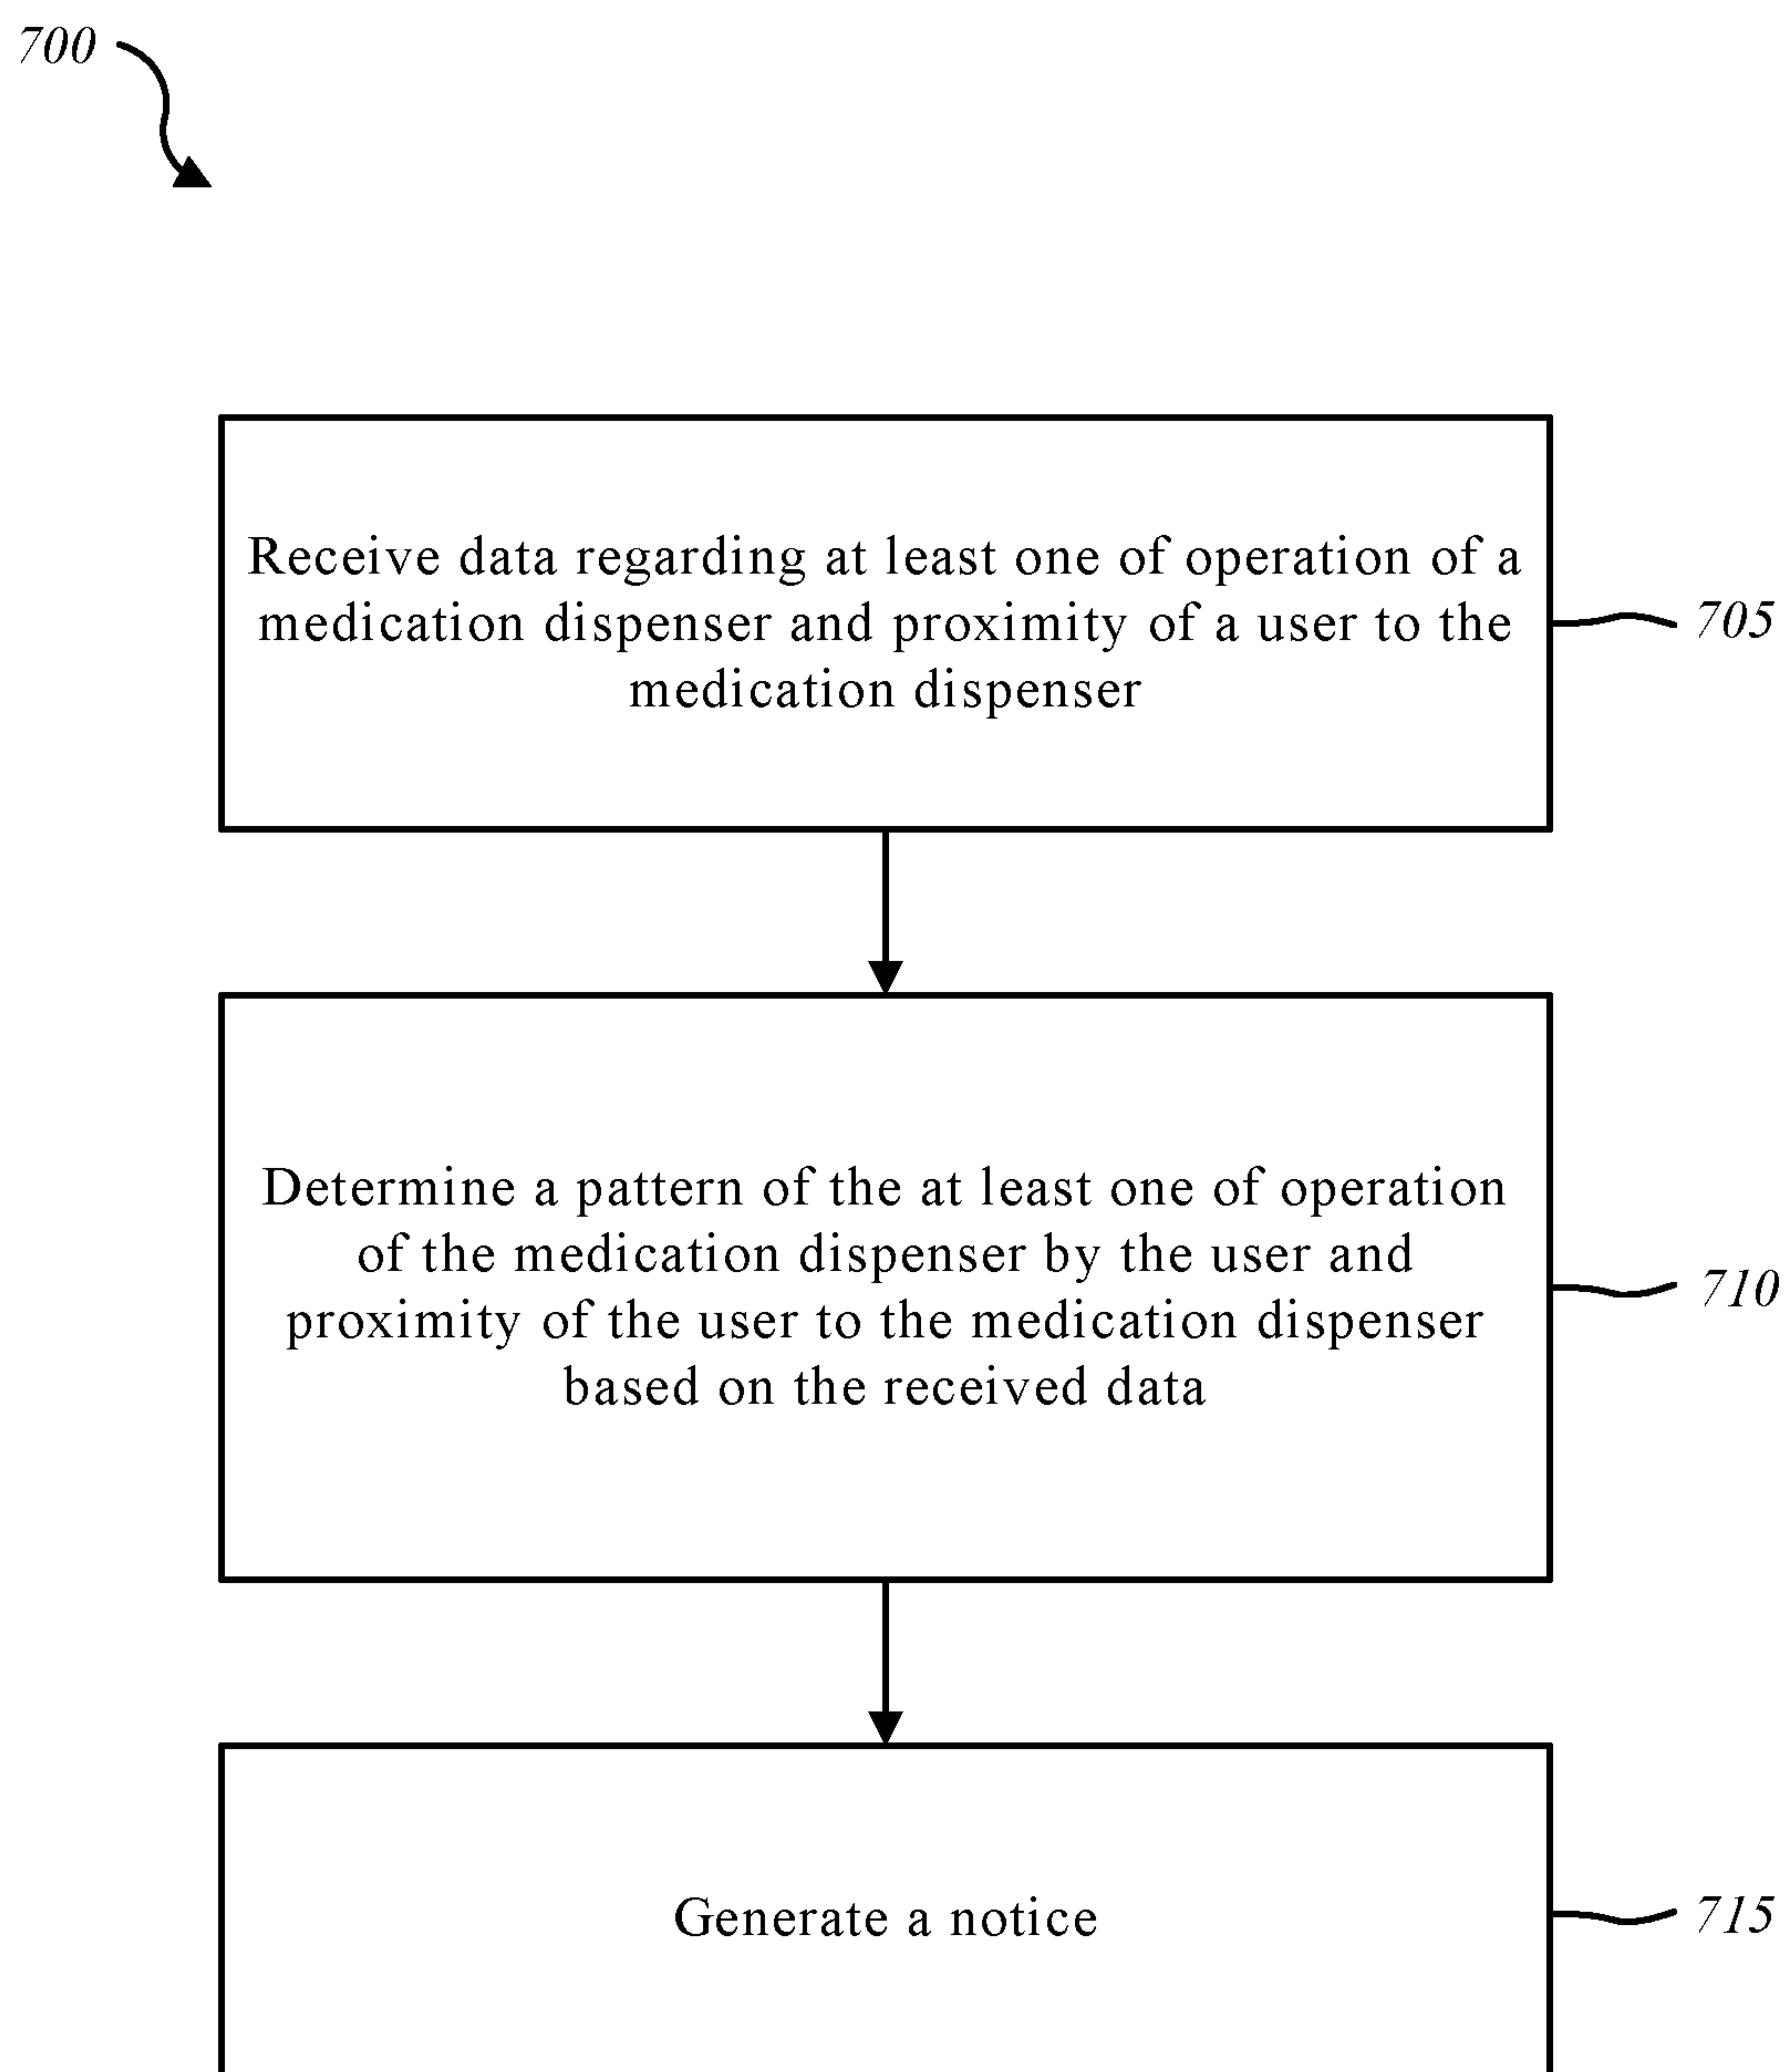 700
Receive data regarding at least one of operation of a
medication dispenser and proximity of a user to the
medication dispenser
705
Determine a pattern of the at least one of operation
of the medication dispenser by the user and
proximity of the user to the medication dispenser
based on the received data
710
Generate a notice
715